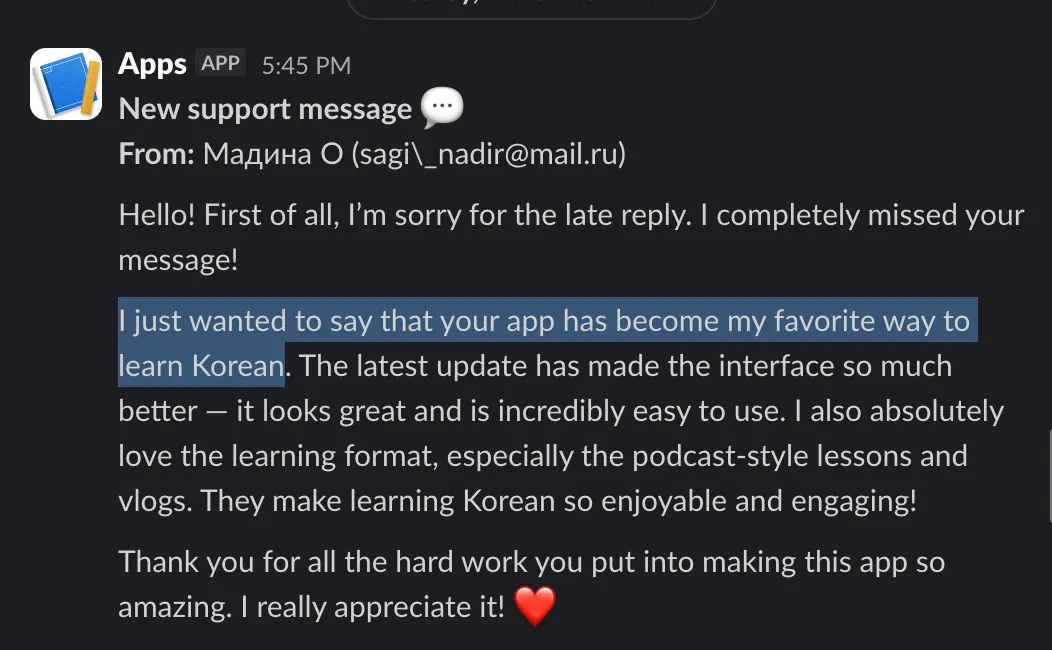 Apps APP 5:45 PM
New support message 💬
From: Мадина О (sagi\_nadir@mail.ru)
Hello! First of all, I’m sorry for the late reply. I completely missed your
message!
I just wanted to say that your app has become my favorite way to
learn Korean. The latest update has made the interface so much
better — it looks great and is incredibly easy to use. I also absolutely
love the learning format, especially the podcast-style lessons and
vlogs. They make learning Korean so enjoyable and engaging!
Thank you for all the hard work you put into making this app so
amazing. I really appreciate it! ❤️